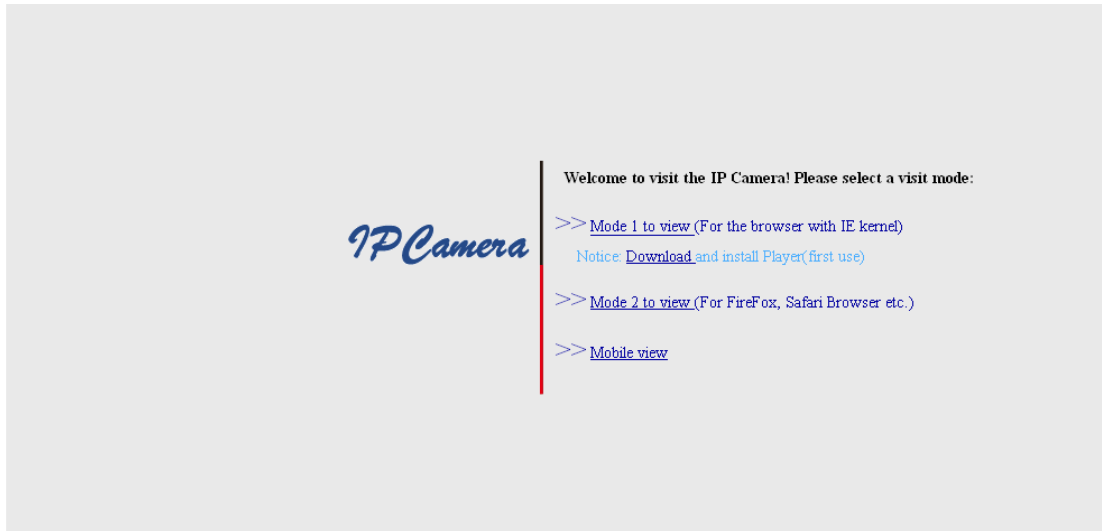 Welcome to visit the IP Camera! Please select a visit mode:
IPCamera
>> Mode 1 to view (For the browser with IE kernel)
Notice: Download and install Player(first use)
>> Mode 2 to view (For FireFox, Safari Browser etc.)
>> Mobile view